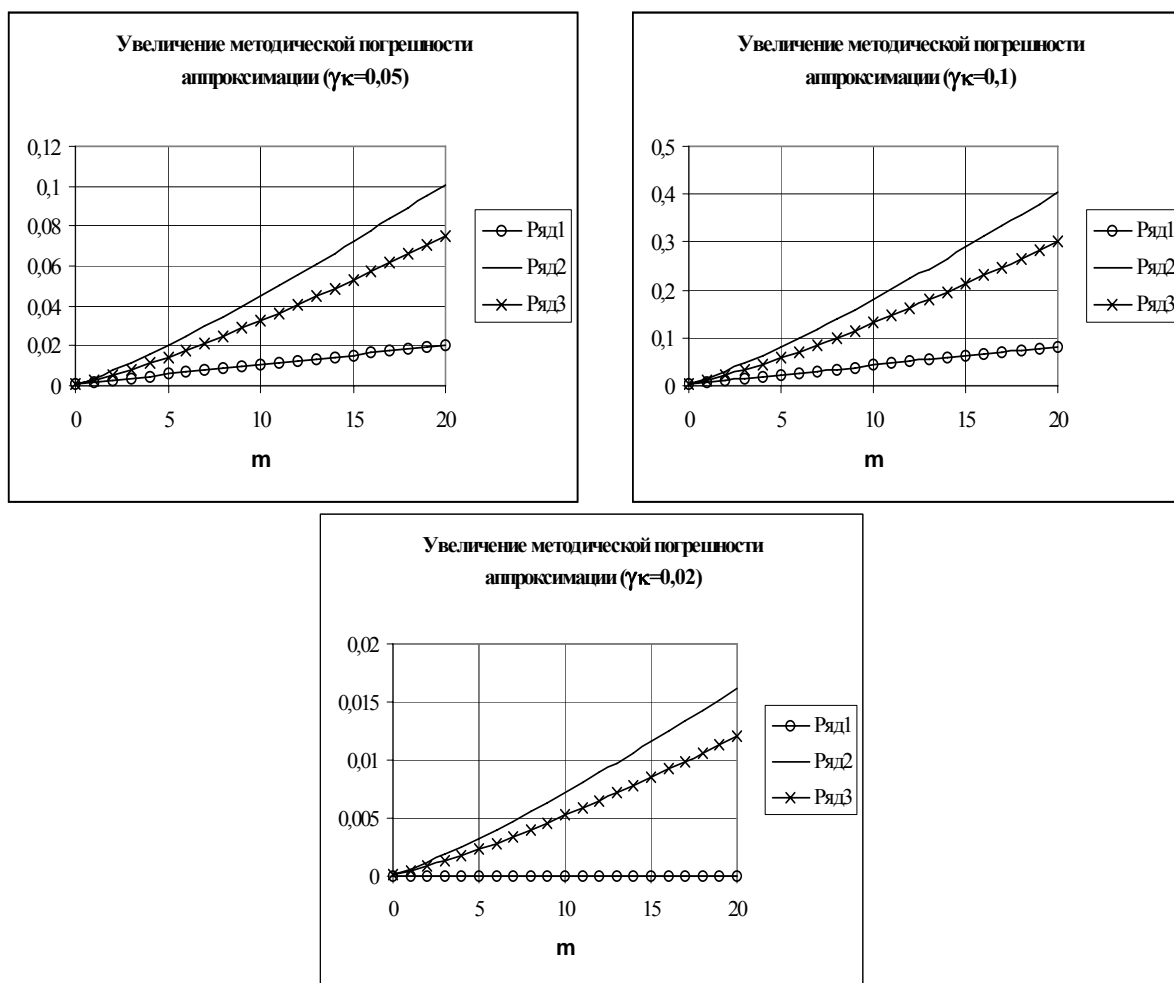 Увеличение методической погрешности
аппроксимации (γк=0,05)
0,12
0,1
0,08
0,06
0,04
0,02
0
0 5 10 15 20
m
Ряд1
Ряд2
Ряд3
Увеличение методической погрешности
аппроксимации (γк=0,1)
0,5
0,4
0,3
0,2
0,1
0
0 5 10 15 20
m
Ряд1
Ряд2
Ряд3
Увеличение методической погрешности
аппроксимации (γк=0,02)
0,02
0,015
0,01
0,005
0
0 5 10 15 20
m
Ряд1
Ряд2
Ряд3